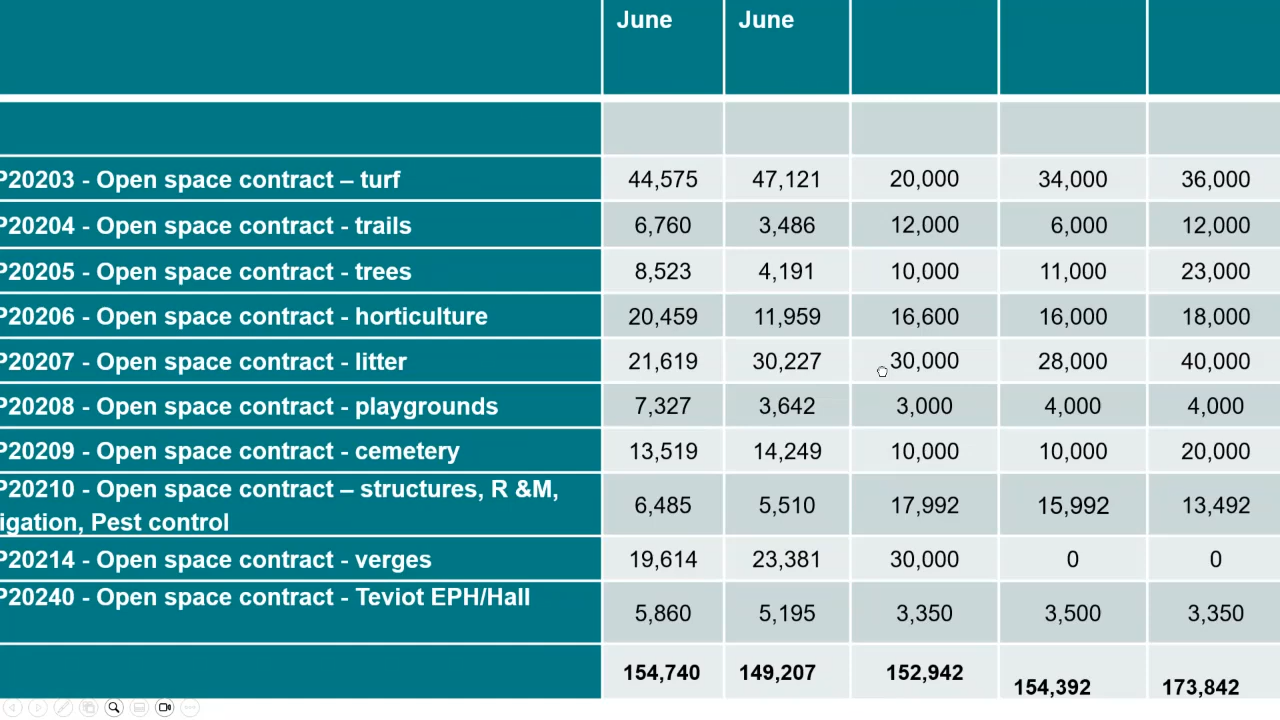 June June
P20203 - Open space contract – turf 44,575 47,121 20,000 34,000 36,000
P20204 - Open space contract - trails 6,760 3,486 12,000 6,000 12,000
P20205 - Open space contract - trees 8,523 4,191 10,000 11,000 23,000
P20206 - Open space contract - horticulture 20,459 11,959 16,600 16,000 18,000
P20207 - Open space contract - litter 21,619 30,227 30,000 28,000 40,000
P20208 - Open space contract - playgrounds 7,327 3,642 3,000 4,000 4,000
P20209 - Open space contract - cemetery 13,519 14,249 10,000 10,000 20,000
P20210 - Open space contract – structures, R &M,
igation, Pest control 6,485 5,510 17,992 15,992 13,492
P20214 - Open space contract - verges 19,614 23,381 30,000 0 0
P20240 - Open space contract - Teviot EPH/Hall 5,860 5,195 3,350 3,500 3,350
154,740 149,207 152,942 154,392 173,842